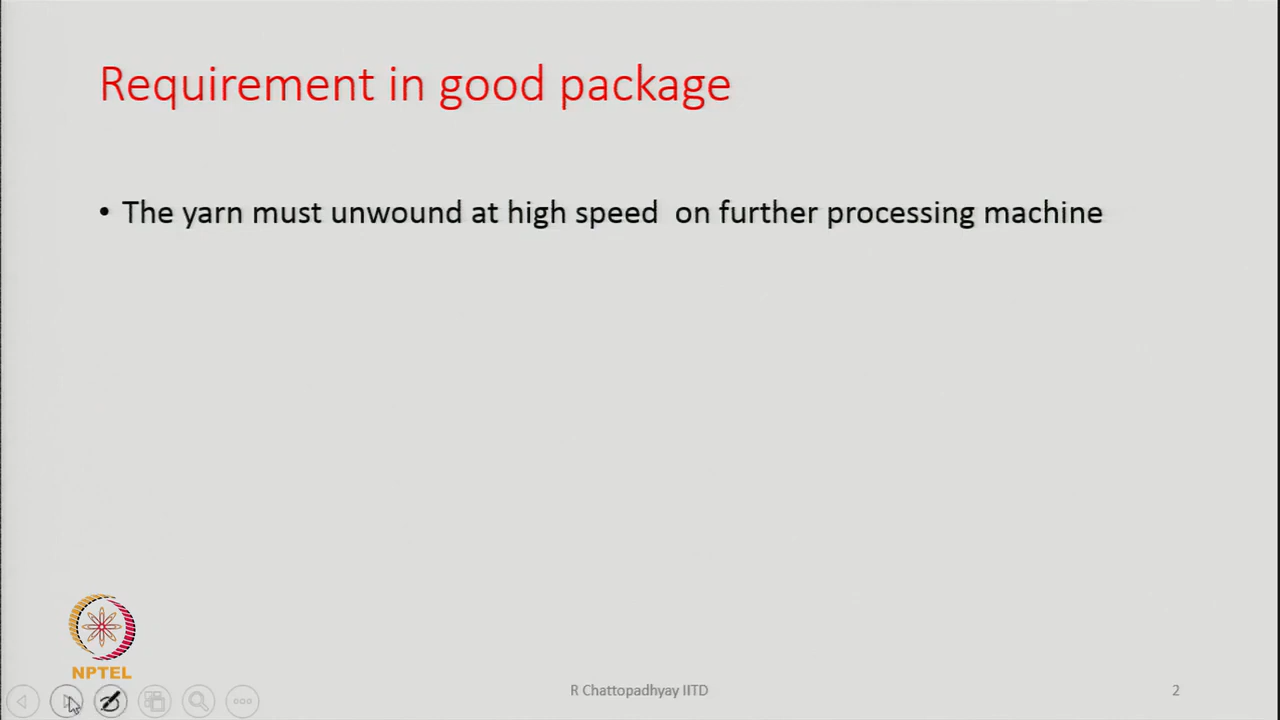 Requirement in good package
• The yarn must unwound at high speed on further processing machine
NPTEL
R Chattopadhyay IITD
2